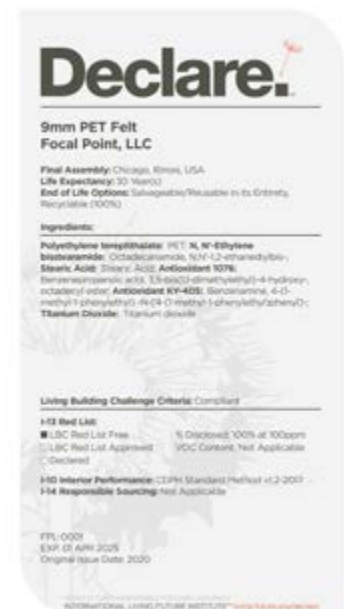 Declare.
9mm PET Felt
Focal Point, LLC
Final Assembly: Chicago, Illinois, USA
Life Expectancy: 30 Year(s)
End of Life Options: Salvageable/Reusable in its Entirety,
Recyclable (100%)
Ingredients:
Polyethylene terephthalate: PET; N, N'-Ethylene
bistearamide: Octadecanamide, N,N'-1,2-ethanediylbis-;
Stearic Acid: Stearic Acid; Antioxidant 1076:
Benzenepropanoic acid, 3,5-bis(1,1-dimethylethyl)-4-hydroxy-,
octadecyl ester; Antioxidant KY-405: Benzenamine, 4-(1-
methyl-1-phenylethyl)-N-[4-(1-methyl-1-phenylethyl)phenyl]-;
Titanium Dioxide: Titanium dioxide
Living Building Challenge Criteria: Compliant
I-13 Red List:
LBC Red List Free % Disclosed: 100% at 100ppm
LBC Red List Approved VOC Content: Not Applicable
Declared
I-10 Interior Performance: CDPH Standard Method v1.2-2017
I-14 Responsible Sourcing: Not Applicable
FPL-0001
EXP. 01 APR 2025
Original Issue Date: 2020
INTERNATIONAL LIVING FUTURE INSTITUTE